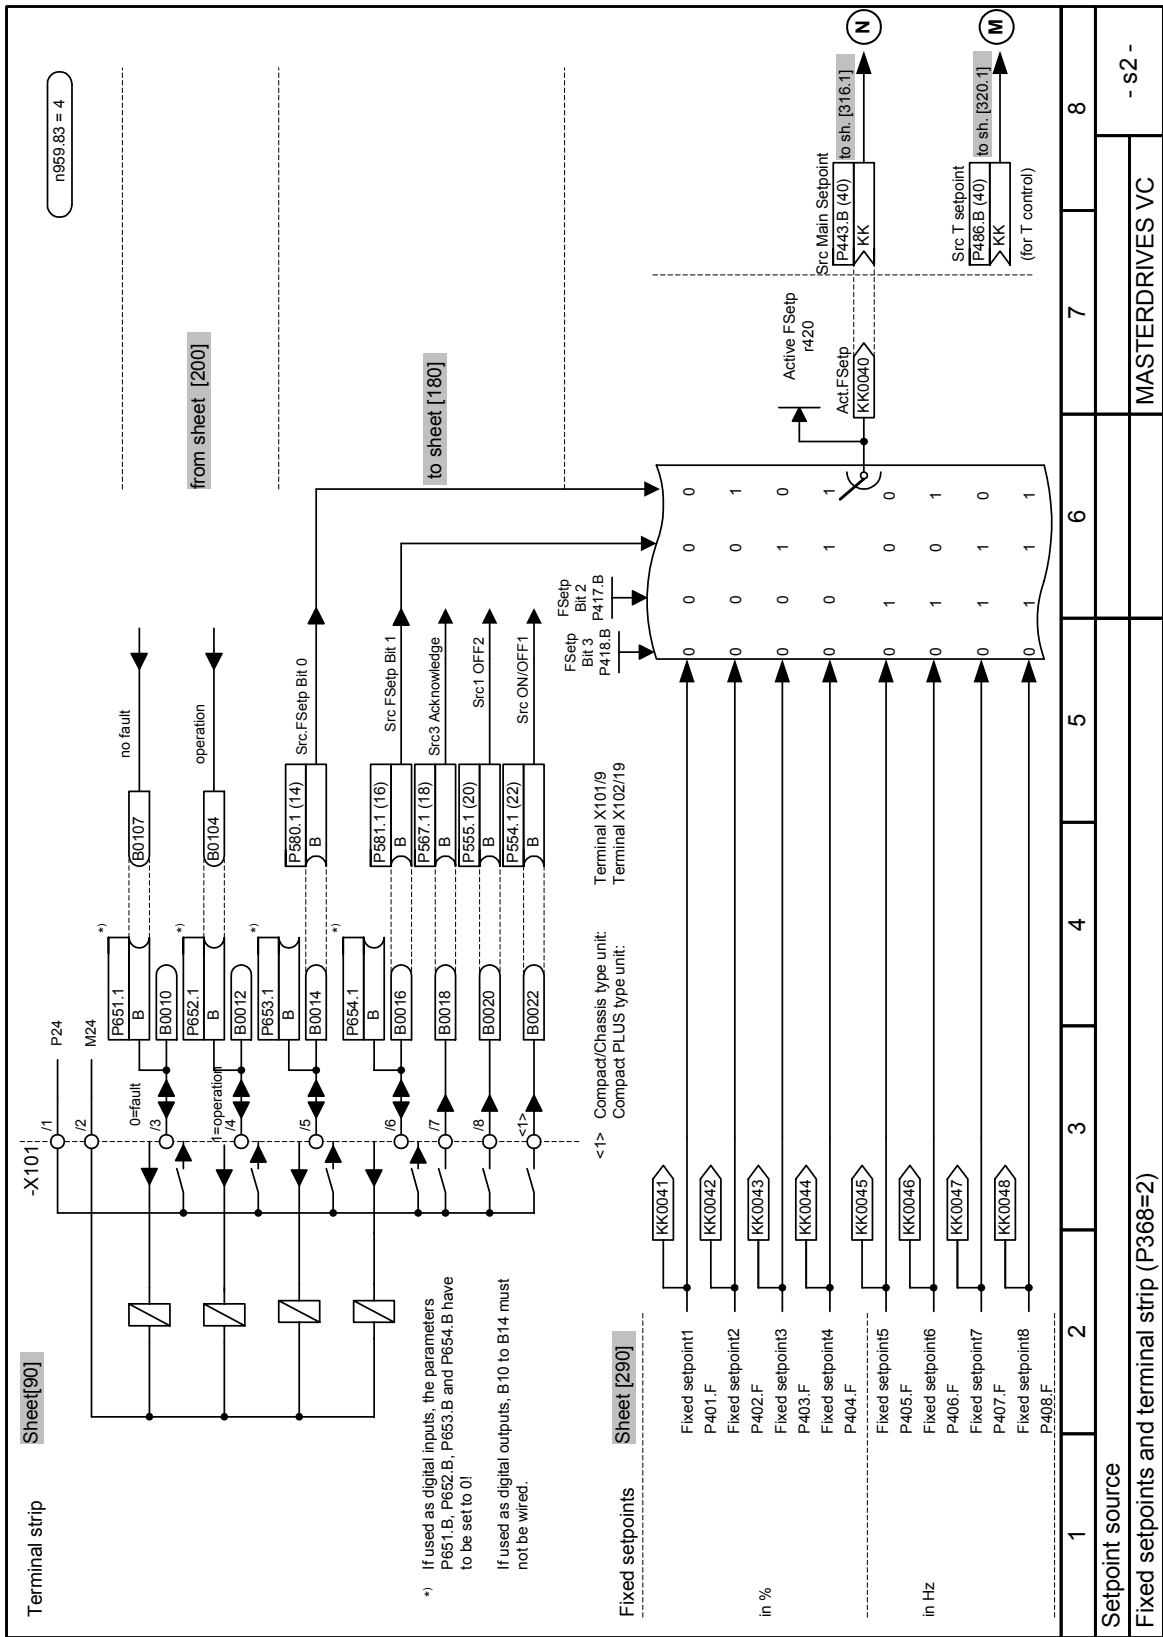 n959.83 = 4
Terminal strip
Sheet[90]
-X101
P24
M24
/1
/2
0=fault
/3
1=operation
/4
/5
/6
/7
/8
<1>
P651.1
B
*)
B0010
P652.1
B
*)
B0012
P653.1
B
*)
B0014
P654.1
B
*)
B0016
B0018
B0020
B0022
B0107
no fault
B0104
operation
from sheet [200]
P580.1 (14)
B
Src.FSetp Bit 0
P581.1 (16)
B
Src FSetp Bit 1
P567.1 (18)
B
Src3 Acknowledge
P555.1 (20)
B
Src1 OFF2
P554.1 (22)
B
Src ON/OFF1
to sheet [180]
*) If used as digital inputs, the parameters
P651.B, P652.B, P653.B and P654.B have
to be set to 0!
If used as digital outputs, B10 to B14 must
not be wired.
<1> Compact/Chassis type unit: Terminal X101/9
Compact PLUS type unit: Terminal X102/19
Fixed setpoints
Sheet [290]
in %
in Hz
Fixed setpoint1
P401.F
Fixed setpoint2
P402.F
Fixed setpoint3
P403.F
Fixed setpoint4
P404.F
Fixed setpoint5
P405.F
Fixed setpoint6
P406.F
Fixed setpoint7
P407.F
Fixed setpoint8
P408.F
KK0041
KK0042
KK0043
KK0044
KK0045
KK0046
KK0047
KK0048
FSetp
Bit 3
P418.B
FSetp
Bit 2
P417.B
0 0 0 0
0 0 0 1
0 0 1 0
0 0 1 1
0 1 0 0
0 1 0 1
0 1 1 0
0 1 1 1
Active FSetp
r420
Act.FSetp
KK0040
Src Main Setpoint
P443.B (40)
KK
to sh. [316.1]
N
Src T setpoint
P486.B (40)
KK
(for T control)
to sh. [320.1]
M
1 2 3 4 5 6 7 8
Setpoint source
Fixed setpoints and terminal strip (P368=2)
MASTERDRIVES VC
- s2 -